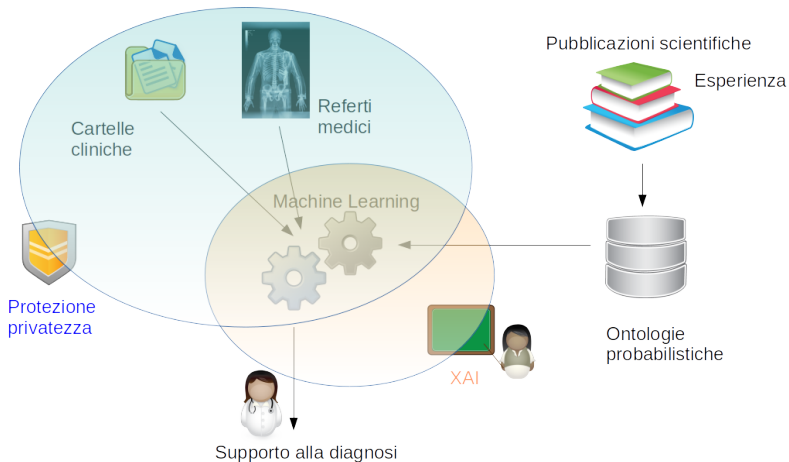 Pubblicazioni scientifiche
Esperienza
Referti
medici
Cartelle
cliniche
Machine Learning
Protezione
privatezza
Ontologie
probabilistiche
XAI
Supporto alla diagnosi